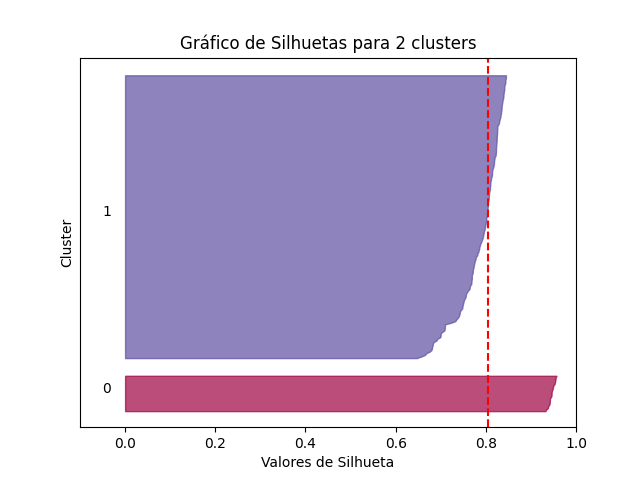 Gráfico de Silhuetas para 2 clusters
Cluster
1
0
0.0 0.2 0.4 0.6 0.8 1.0
Valores de Silhueta